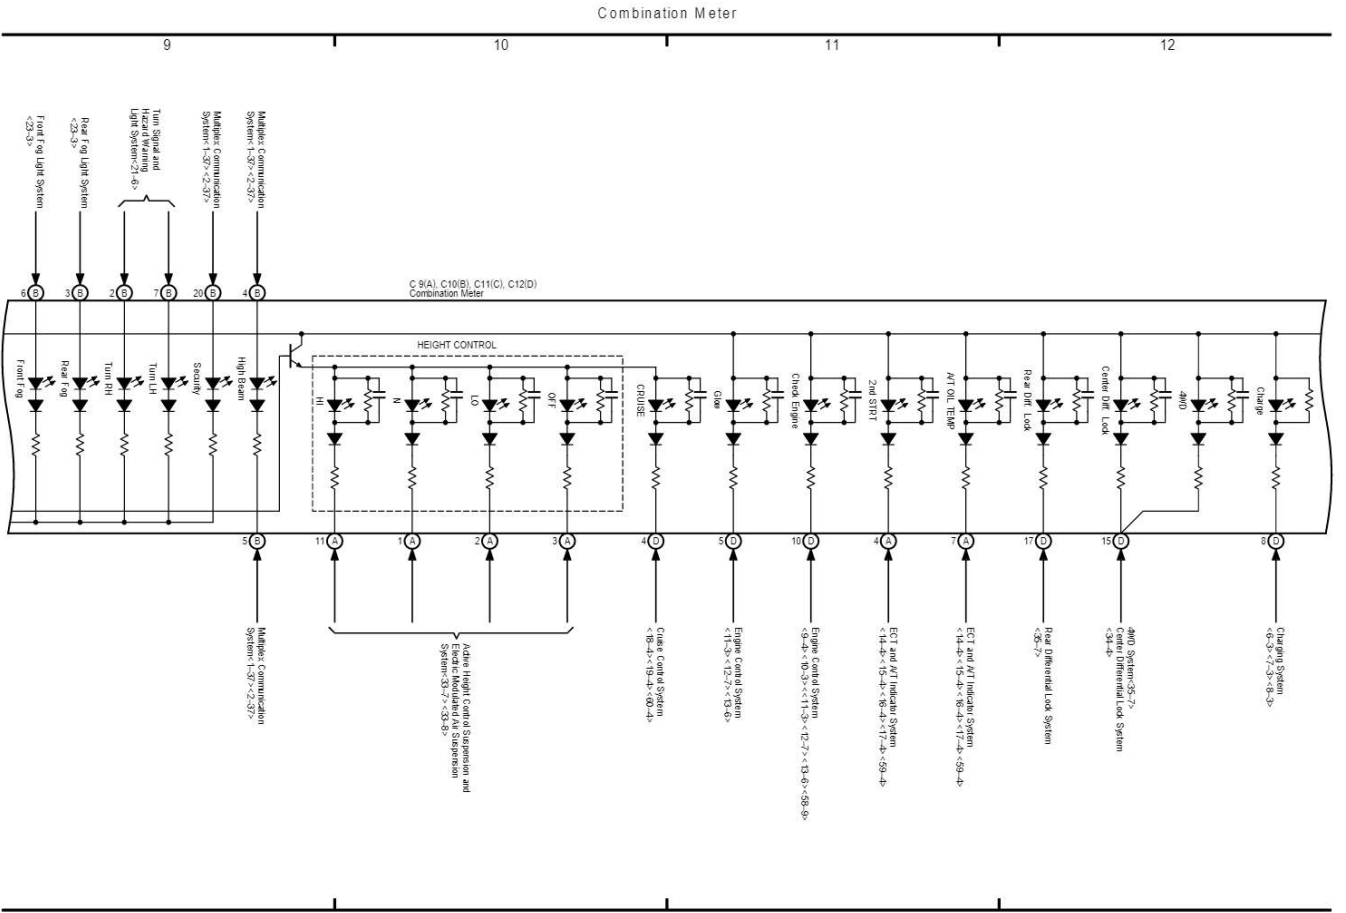 Combination Meter
9
10
11
12
Front Fog Light System
<23-3>
Rear Fog Light System
<23-3>
Turn Signal and
Hazard Warning
Light System<21-6>
Multiplex Communication
System<1-37><2-37>
Multiplex Communication
System<1-37><2-37>
6 B
3 B
2 B
7 B
20 B
4 B
C 9(A), C10(B), C11(C), C12(D)
Combination Meter
HEIGHT CONTROL
Front Fog
Rear Fog
Turn RH
Turn LH
Security
High Beam
HI
N
LO
OFF
CRUISE
Glow
Check Engine
2nd STRT
A/T OIL TEMP
Rear Diff. Lock
Center Diff. Lock
4WD
Charge
5 B
11 A
1 A
2 A
3 A
4 D
5 D
10 D
4 A
7 A
17 D
15 D
8 D
Multiplex Communication
System<1-37><2-37>
Active Height Control Suspension and
Electric Modulated Air Suspension
System<33-7><33-8>
Cruise Control System
<18-4><19-4><60-4>
Engine Control System
<11-3><12-7><13-6>
Engine Control System
<9-4><10-3><<11-3><12-7><13-6><58-9>
ECT and A/T Indicator System
<14-4><15-4><16-4><17-4><59-4>
ECT and A/T Indicator System
<14-4><15-4><16-4><17-4><59-4>
Rear Differential Lock System
<35-7>
4WD System<35-7>
Center Differential Lock System
<34-4>
Charging System
<6-3><7-3><8-3>